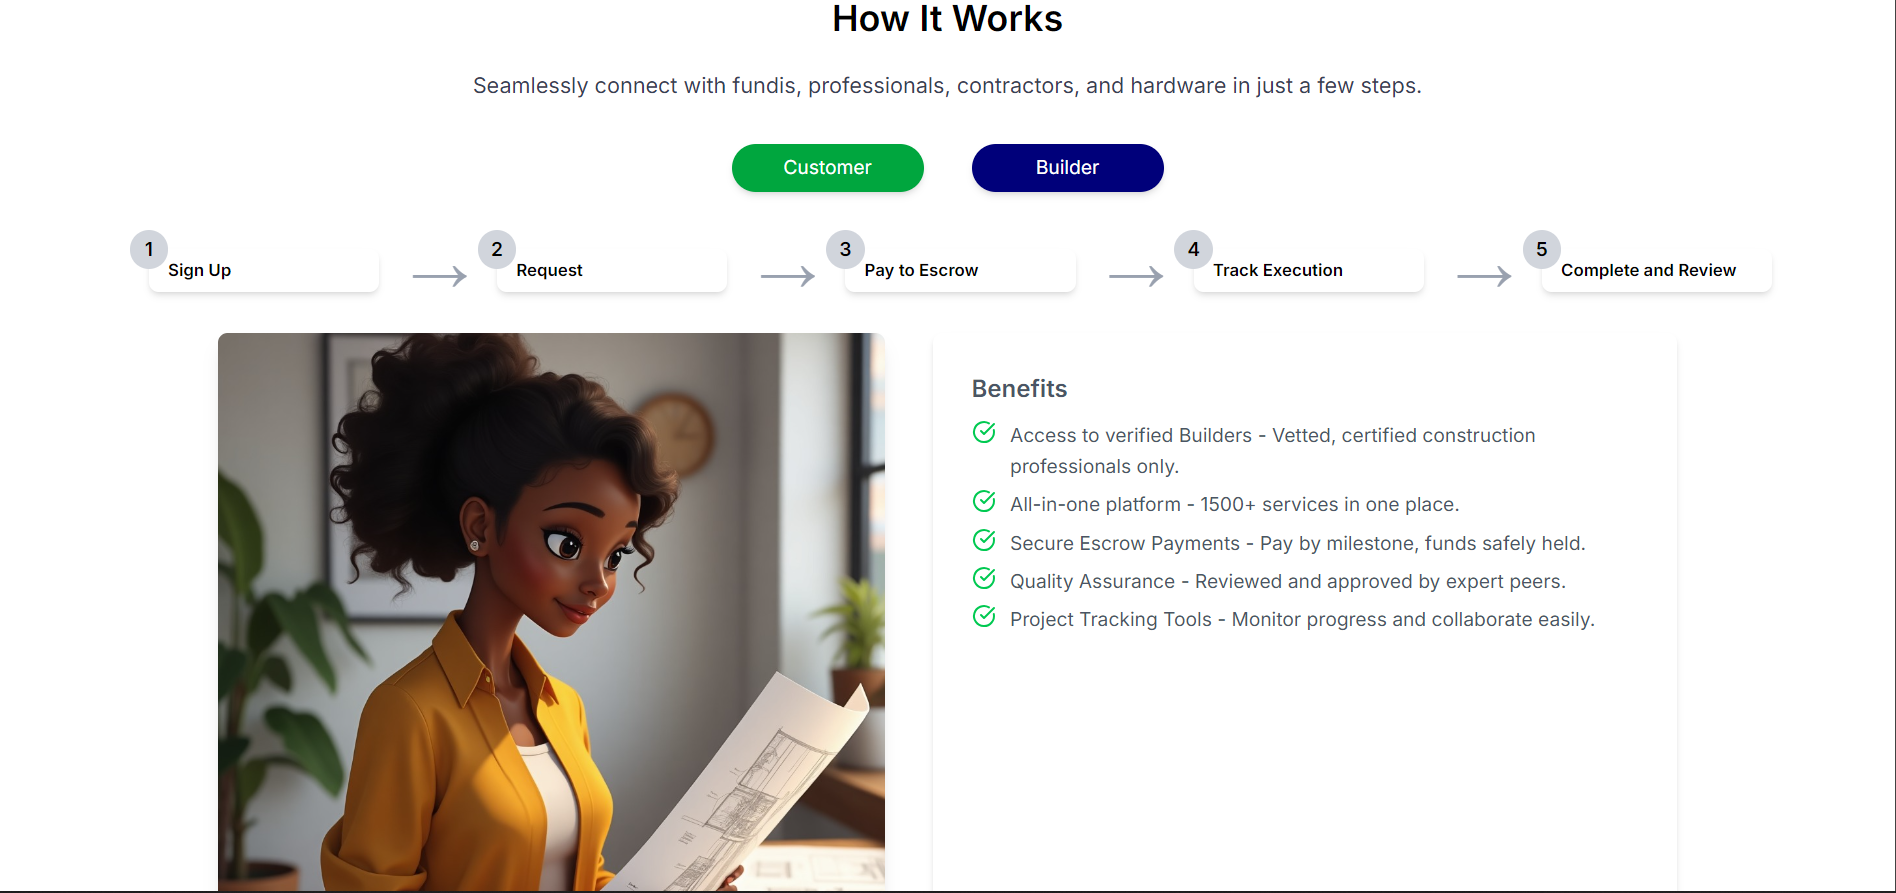 How It Works
Seamlessly connect with fundis, professionals, contractors, and hardware in just a few steps.
Customer
Builder
1
Sign Up
2
Request
3
Pay to Escrow
4
Track Execution
5
Complete and Review
Benefits
Access to verified Builders - Vetted, certified construction
professionals only.
All-in-one platform - 1500+ services in one place.
Secure Escrow Payments - Pay by milestone, funds safely held.
Quality Assurance - Reviewed and approved by expert peers.
Project Tracking Tools - Monitor progress and collaborate easily.